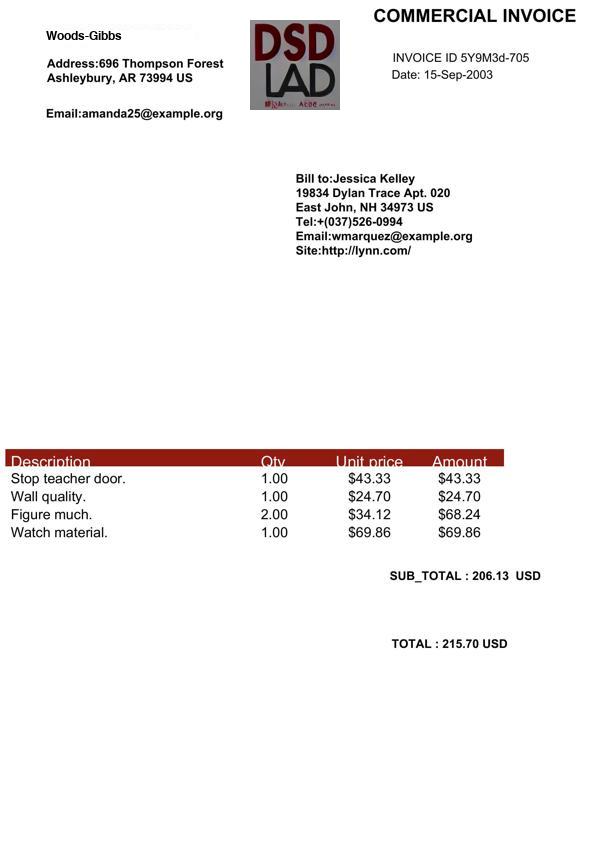 COMMERCIAL INVOICE
Woods-Gibbs
Address:696 Thompson Forest
Ashleybury, AR 73994 US
Email:amanda25@example.org
DSD
LAD
INVOICE ID 5Y9M3d-705
Date: 15-Sep-2003
Bill to:Jessica Kelley
19834 Dylan Trace Apt. 020
East John, NH 34973 US
Tel:+(037)526-0994
Email:wmarquez@example.org
Site:http://lynn.com/
Description Qty Unit price Amount
Stop teacher door. 1.00 $43.33 $43.33
Wall quality. 1.00 $24.70 $24.70
Figure much. 2.00 $34.12 $68.24
Watch material. 1.00 $69.86 $69.86
SUB_TOTAL : 206.13 USD
TOTAL : 215.70 USD